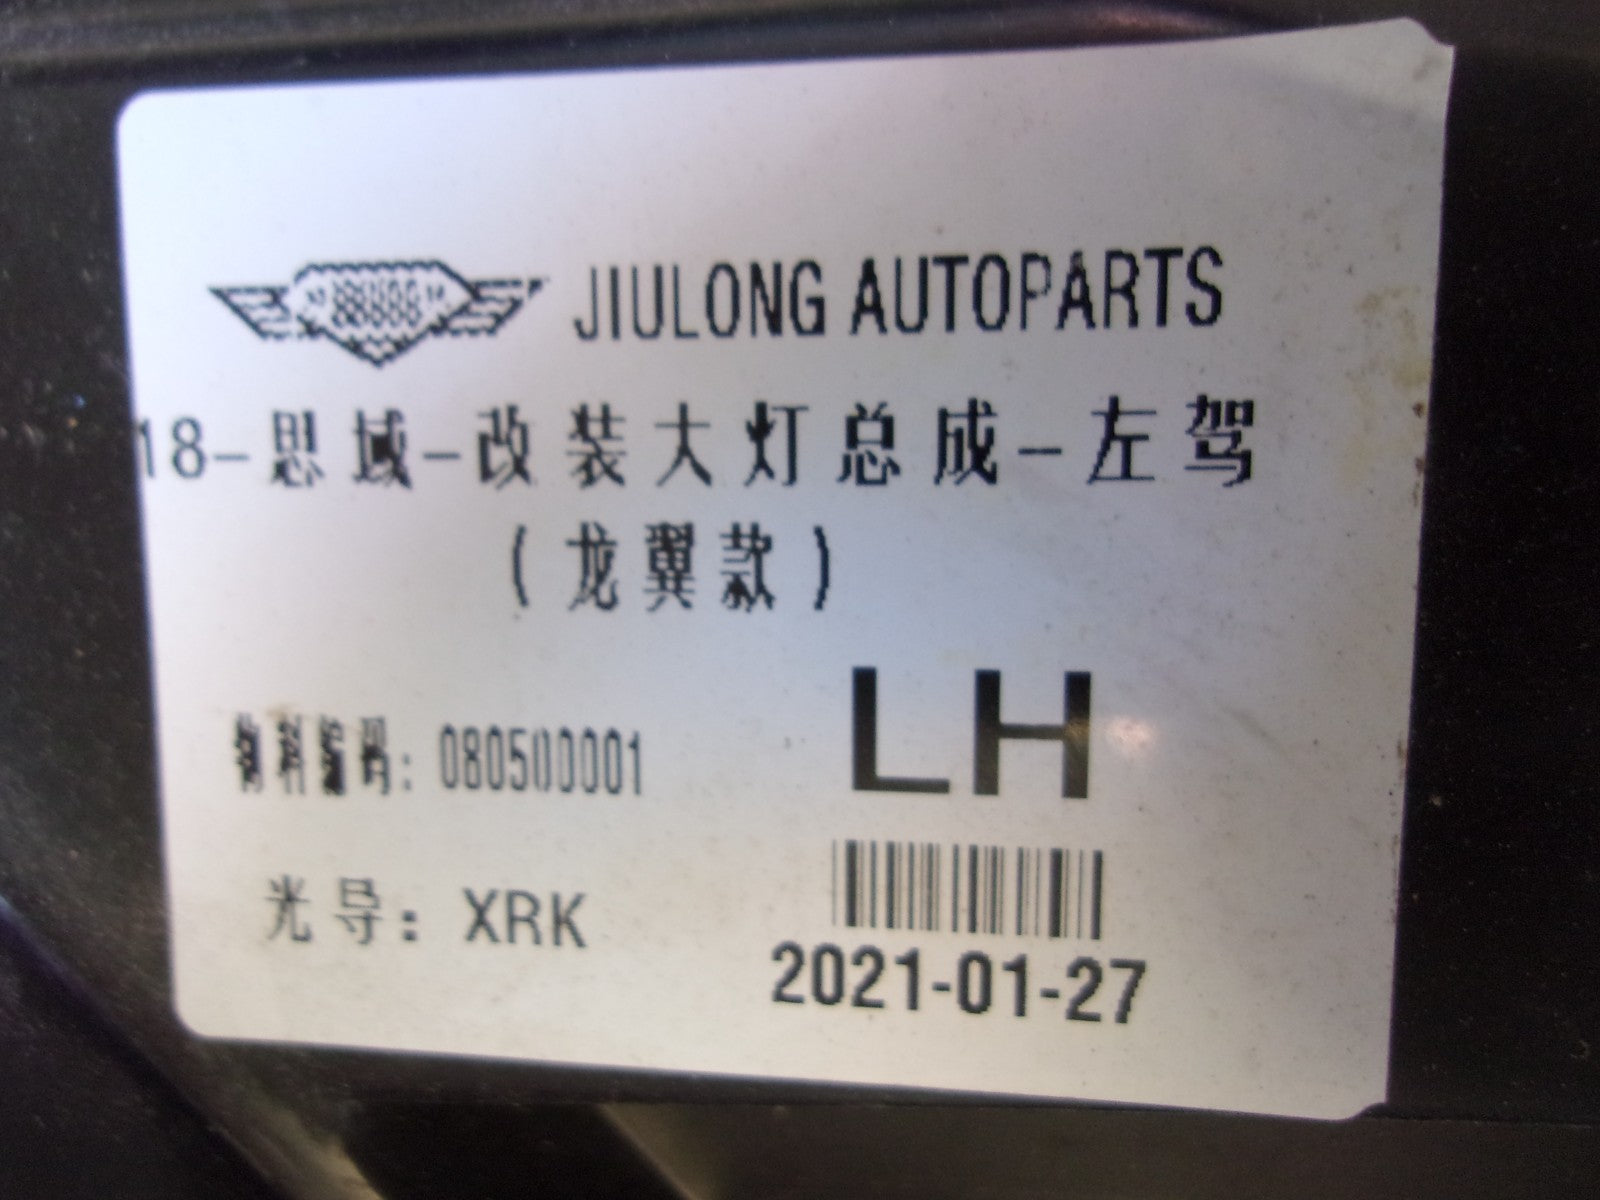 JIULONG AUTOPARTS
18-思域-改装大灯总成-左驾
(龙翼款)
LH
物料编码: 080500001
光导: XRK
2021-01-27